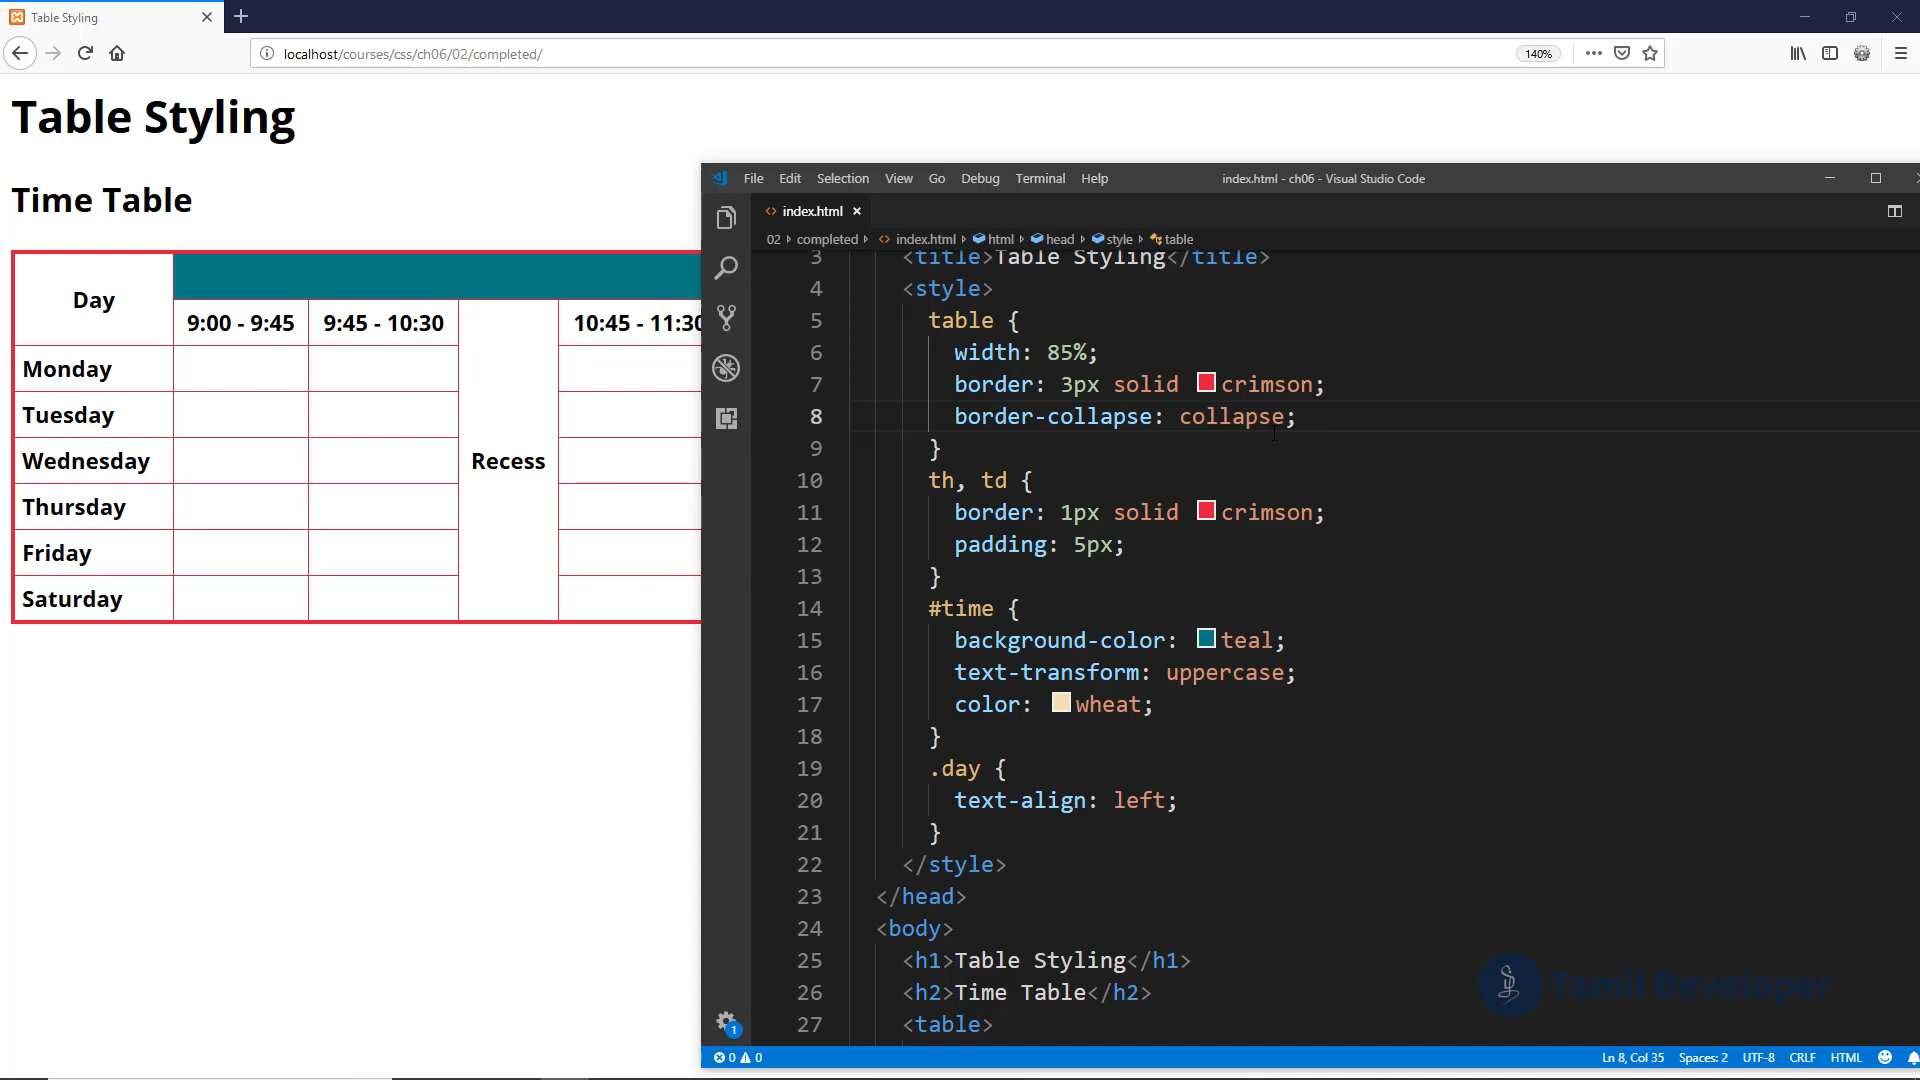 Table Styling
localhost/courses/css/ch06/02/completed/
140%
Table Styling
Time Table
Day
9:00 - 9:45
9:45 - 10:30
10:45 - 11:30
Monday
Tuesday
Wednesday
Recess
Thursday
Friday
Saturday
File Edit Selection View Go Debug Terminal Help
index.html - ch06 - Visual Studio Code
index.html
02 completed index.html html head style table
3 <title>Table Styling</title>
4 <style>
5 table {
6 width: 85%;
7 border: 3px solid crimson;
8 border-collapse: collapse;
9 }
10 th, td {
11 border: 1px solid crimson;
12 padding: 5px;
13 }
14 #time {
15 background-color: teal;
16 text-transform: uppercase;
17 color: wheat;
18 }
19 .day {
20 text-align: left;
21 }
22 </style>
23 </head>
24 <body>
25 <h1>Table Styling</h1>
26 <h2>Time Table</h2>
27 <table>
Tamil Developer
1
0 0
Ln 8, Col 35 Spaces: 2 UTF-8 CRLF HTML